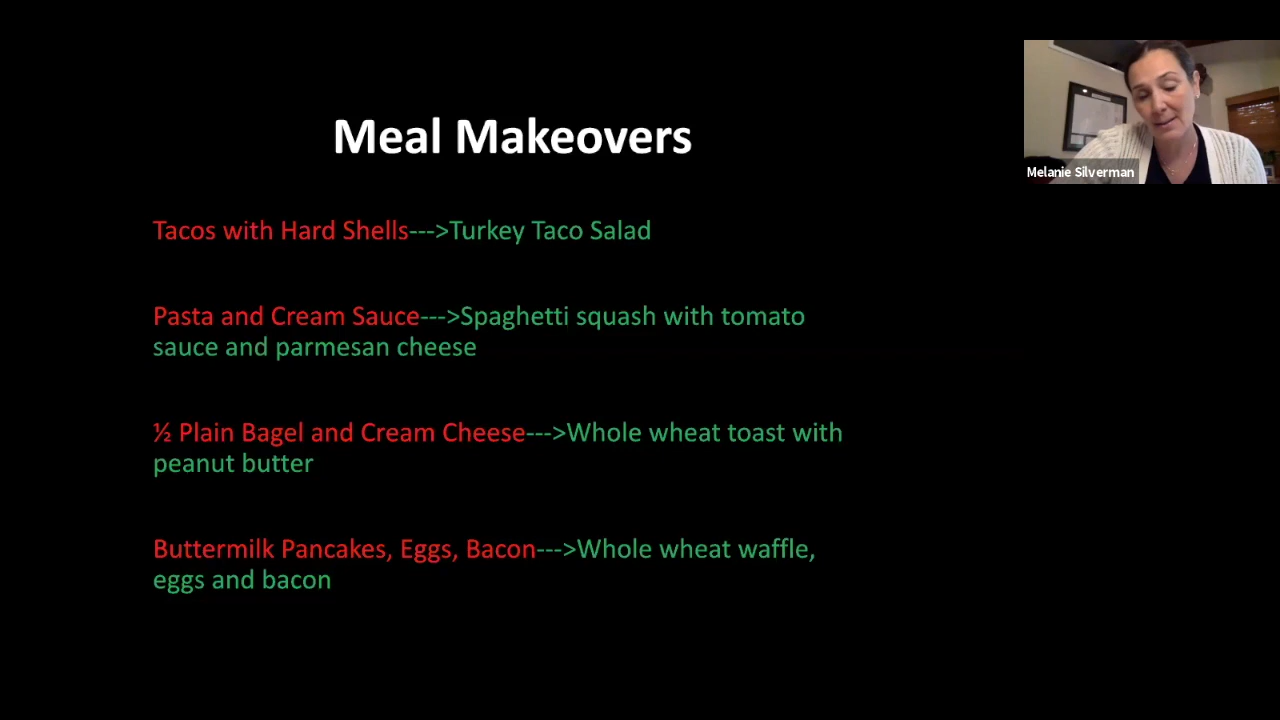 Meal Makeovers
Melanie Silverman
Tacos with Hard Shells--->Turkey Taco Salad
Pasta and Cream Sauce--->Spaghetti squash with tomato
sauce and parmesan cheese
½ Plain Bagel and Cream Cheese--->Whole wheat toast with
peanut butter
Buttermilk Pancakes, Eggs, Bacon--->Whole wheat waffle,
eggs and bacon